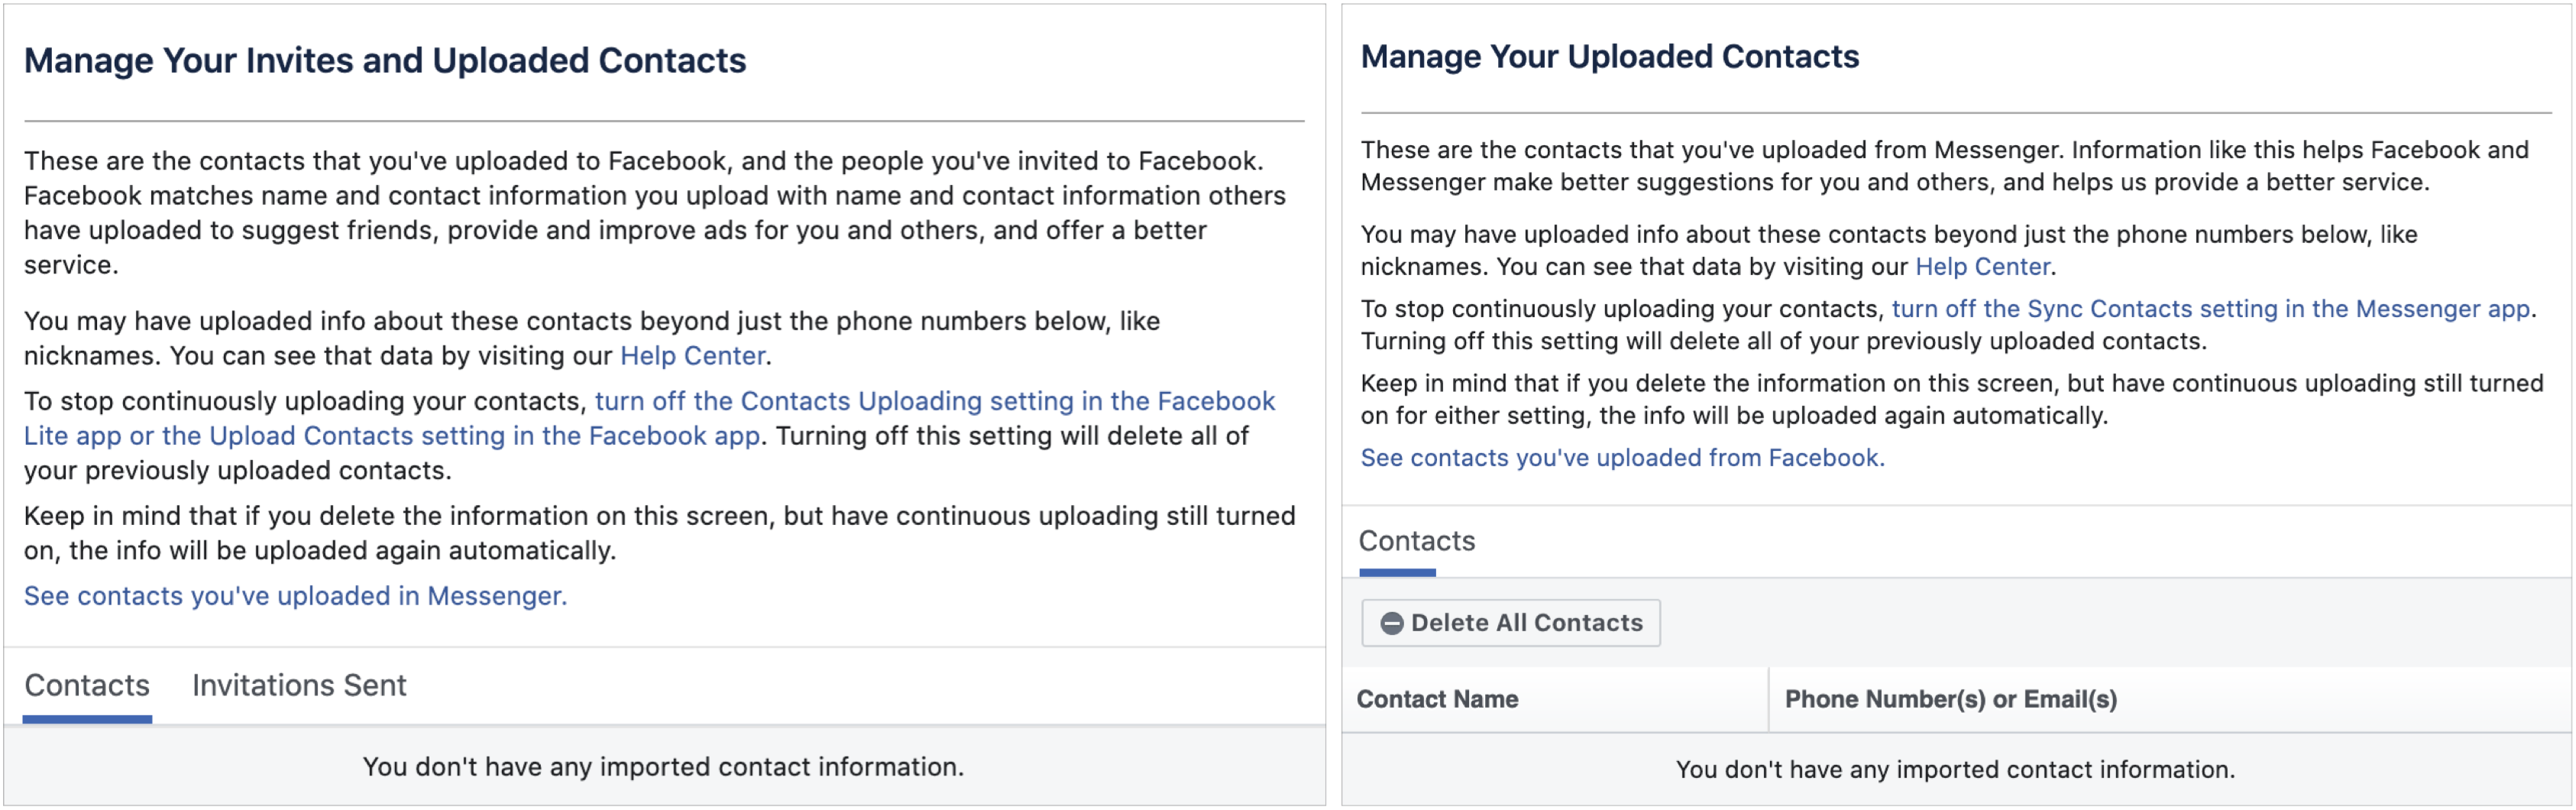 Manage Your Invites and Uploaded Contacts
These are the contacts that you've uploaded to Facebook, and the people you've invited to Facebook.
Facebook matches name and contact information you upload with name and contact information others
have uploaded to suggest friends, provide and improve ads for you and others, and offer a better
service.
You may have uploaded info about these contacts beyond just the phone numbers below, like
nicknames. You can see that data by visiting our Help Center.
To stop continuously uploading your contacts, turn off the Contacts Uploading setting in the Facebook
Lite app or the Upload Contacts setting in the Facebook app. Turning off this setting will delete all of
your previously uploaded contacts.
Keep in mind that if you delete the information on this screen, but have continuous uploading still turned
on, the info will be uploaded again automatically.
See contacts you've uploaded in Messenger.
Contacts Invitations Sent
You don't have any imported contact information.
Manage Your Uploaded Contacts
These are the contacts that you've uploaded from Messenger. Information like this helps Facebook and
Messenger make better suggestions for you and others, and helps us provide a better service.
You may have uploaded info about these contacts beyond just the phone numbers below, like
nicknames. You can see that data by visiting our Help Center.
To stop continuously uploading your contacts, turn off the Sync Contacts setting in the Messenger app.
Turning off this setting will delete all of your previously uploaded contacts.
Keep in mind that if you delete the information on this screen, but have continuous uploading still turned
on for either setting, the info will be uploaded again automatically.
See contacts you've uploaded from Facebook.
Contacts
Delete All Contacts
Contact Name Phone Number(s) or Email(s)
You don't have any imported contact information.